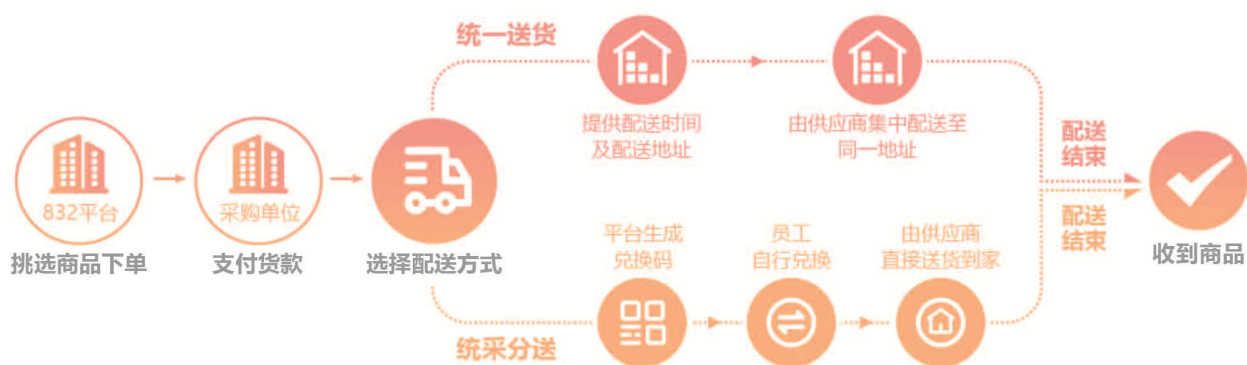 832平台
挑选商品下单
采购单位
支付货款
选择配送方式
统一送货
提供配送时间
及配送地址
由供应商集中配送至
同一地址
配送
结束
统采分送
平台生成
兑换码
员工
自行兑换
由供应商
直接送货到家
配送
结束
收到商品